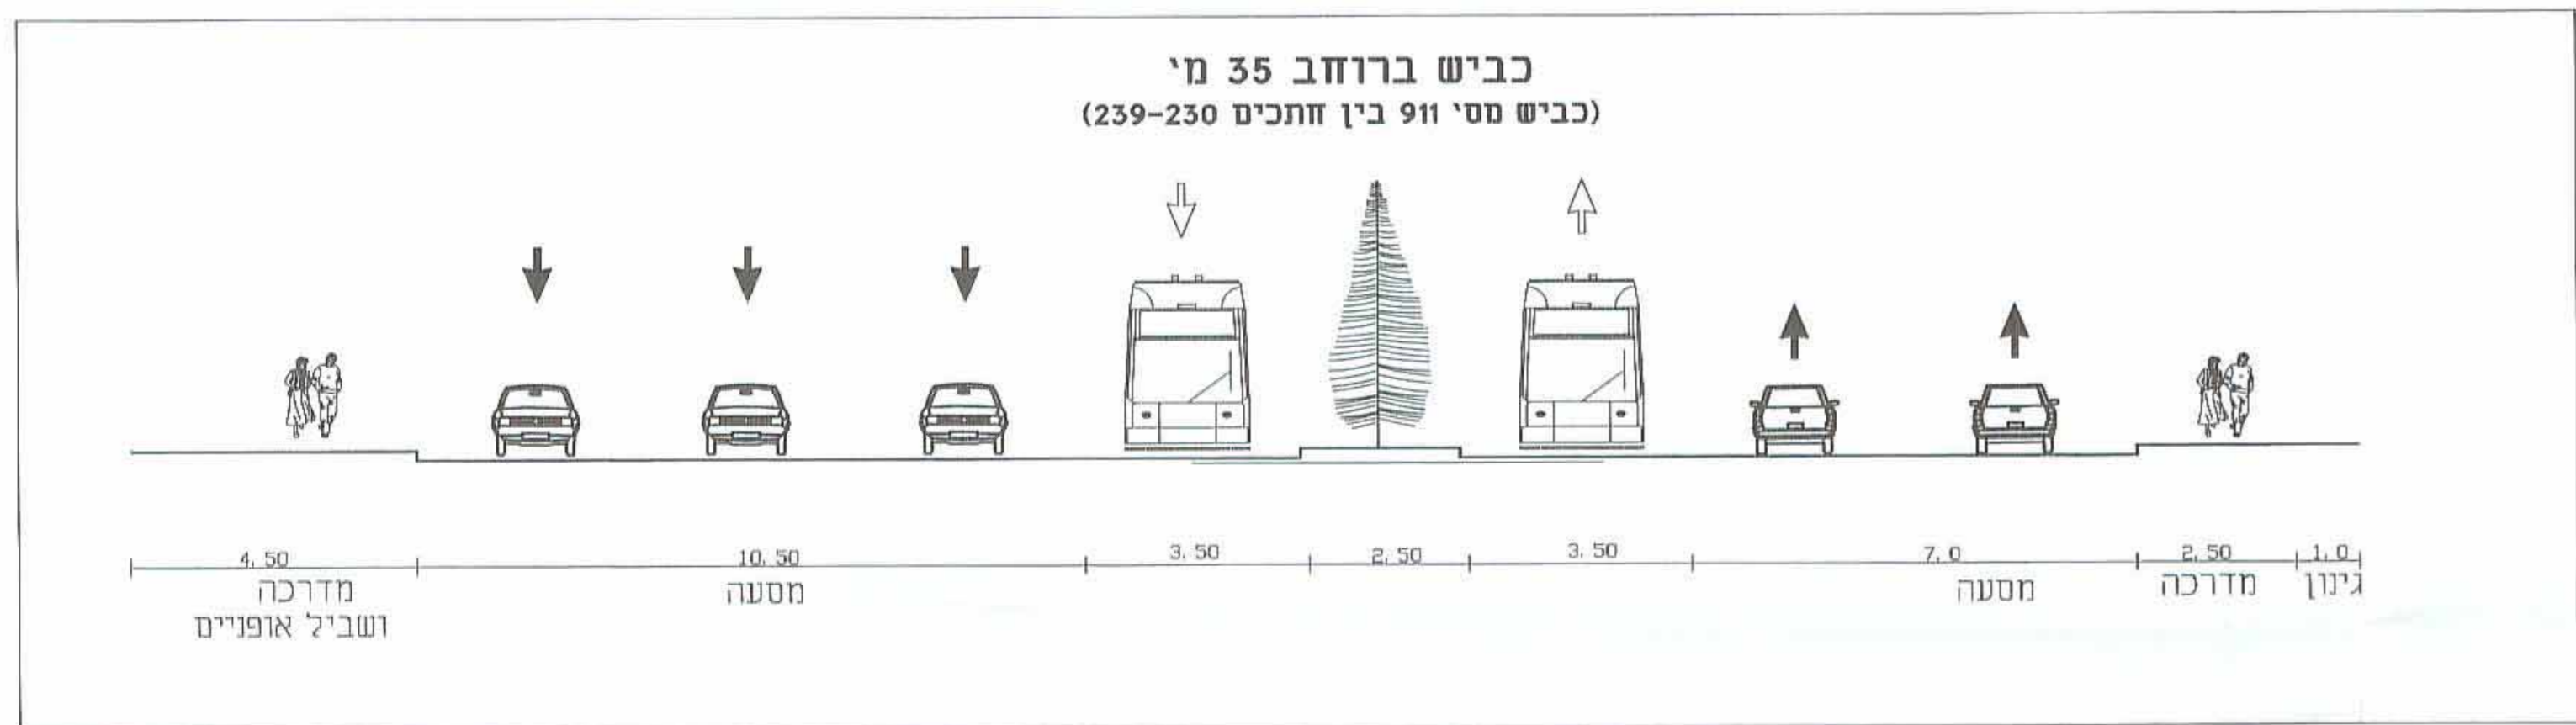 כביש ברוחב 35 מ'
(כביש מס' 911 בין חתכים 239-230)
4.50
10.50
3.50
2.50
3.50
7.0
2.50
1.0
מדרכה
ושביל אופניים
מסעה
מסעה
מדרכה
גינון